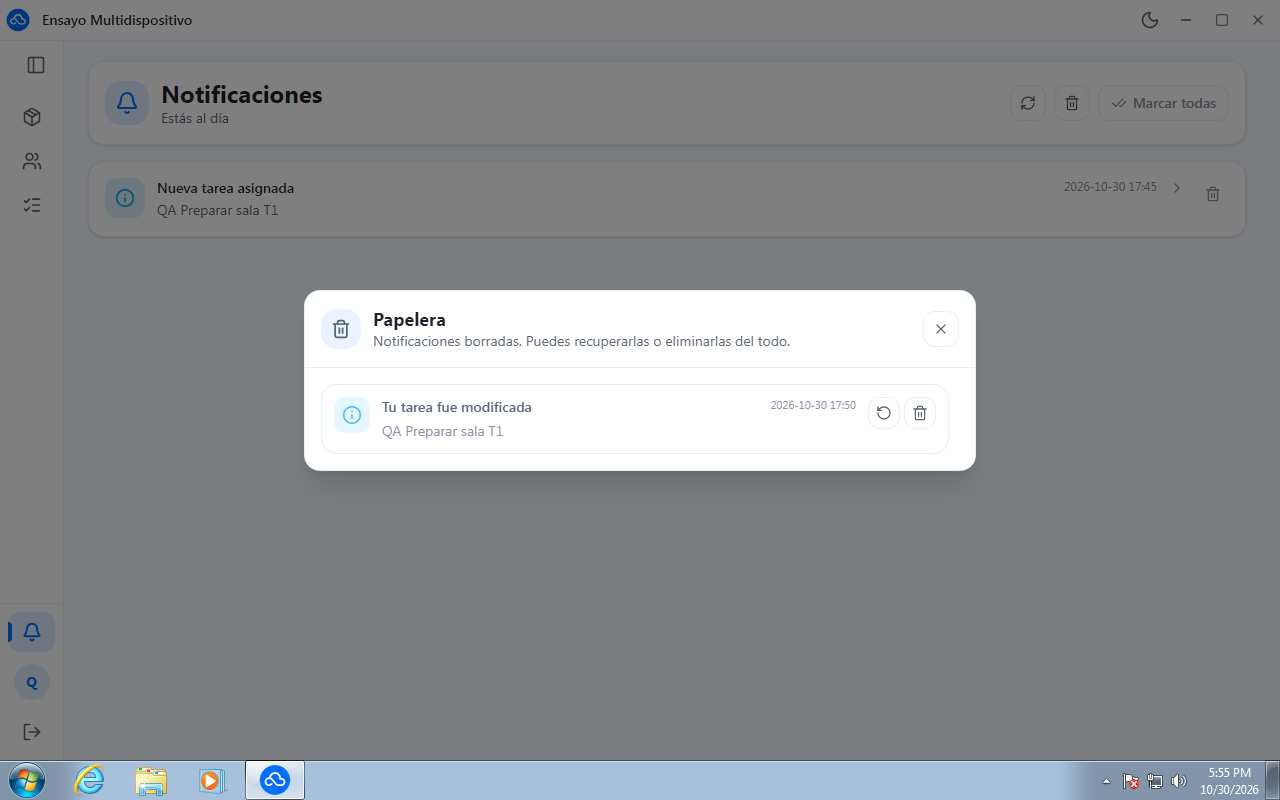 Ensayo Multidispositivo
Notificaciones
Estás al día
Marcar todas
Nueva tarea asignada
2026-10-30 17:45
QA Preparar sala T1
Papelera
Notificaciones borradas. Puedes recuperarlas o eliminarlas del todo.
Tu tarea fue modificada
2026-10-30 17:50
QA Preparar sala T1
Q
5:55 PM
10/30/2026